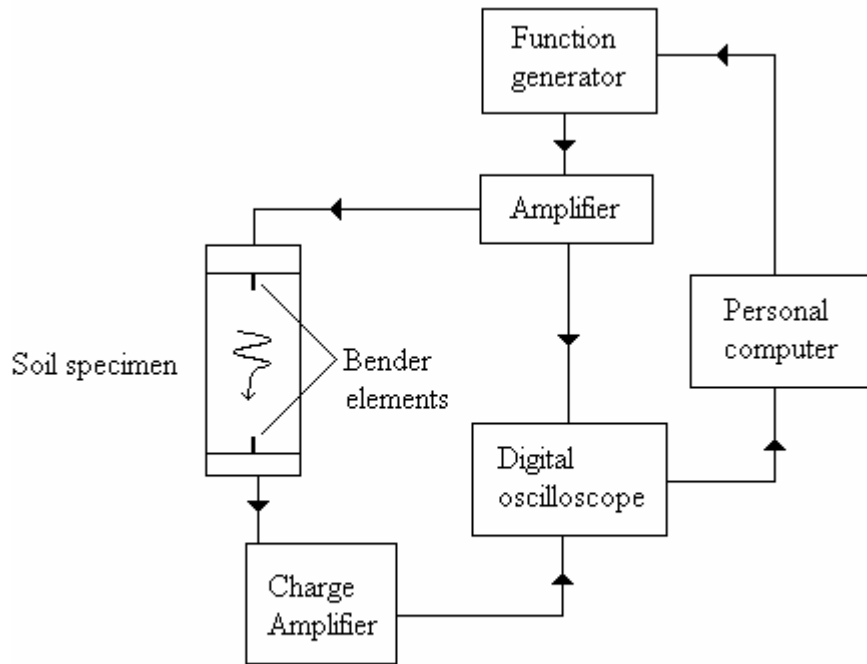 Function
generator
Amplifier
Personal
computer
Soil specimen
Bender
elements
Digital
oscilloscope
Charge
Amplifier